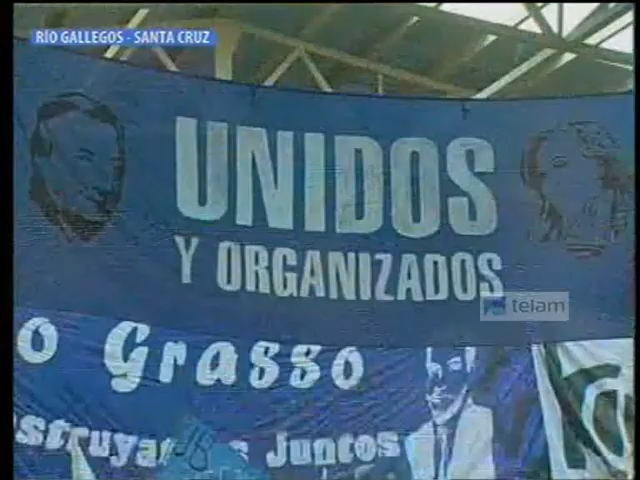 RÍO GALLEGOS - SANTA CRUZ
UNIDOS
Y ORGANIZADOS
telam
o Grasso
Juntos